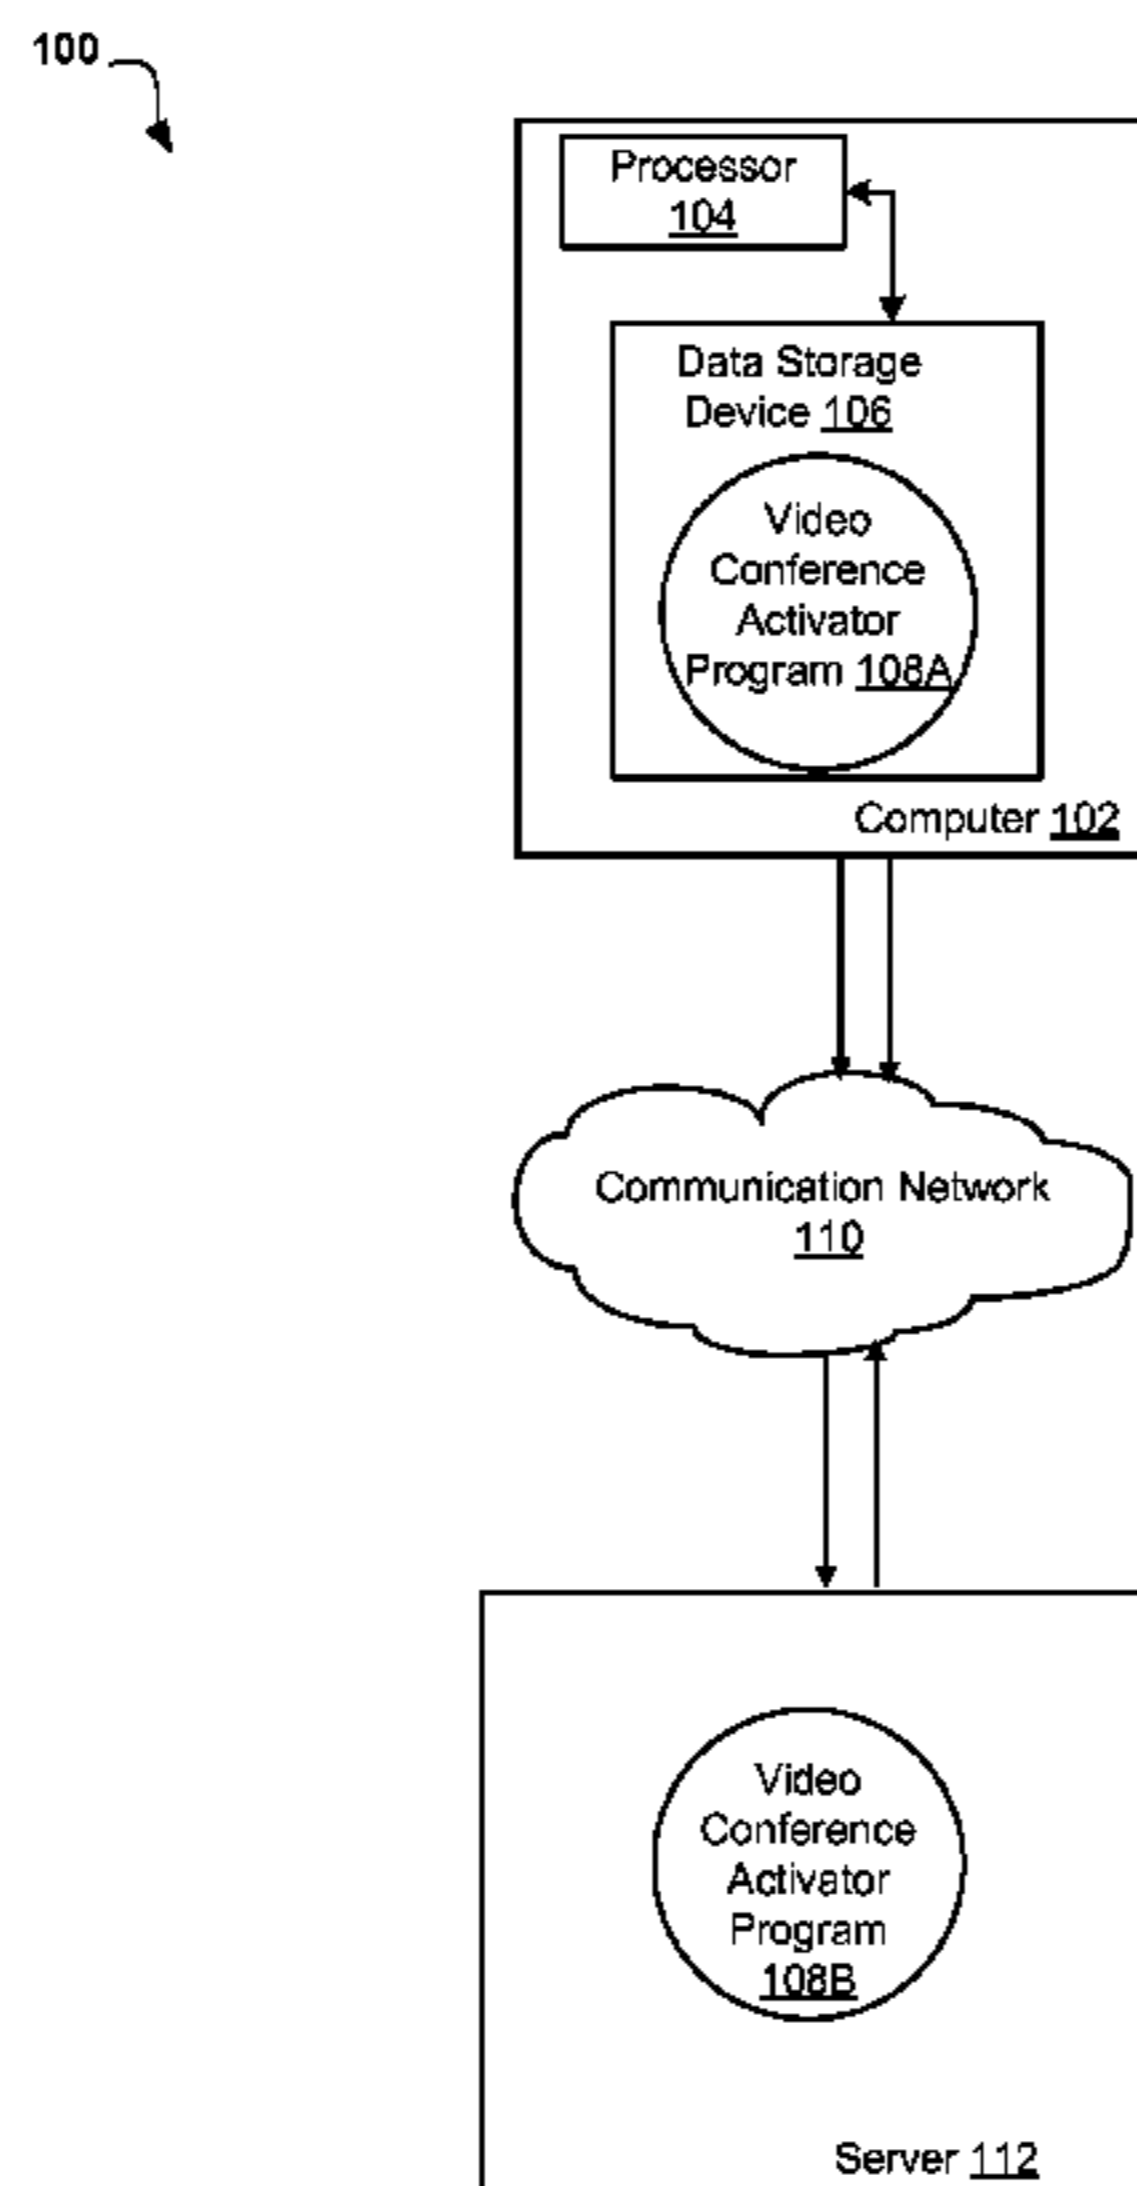 100
Processor
104
Data Storage
Device 106
Video
Conference
Activator
Program 108A
Computer 102
Communication Network
110
Video
Conference
Activator
Program
108B
Server 112